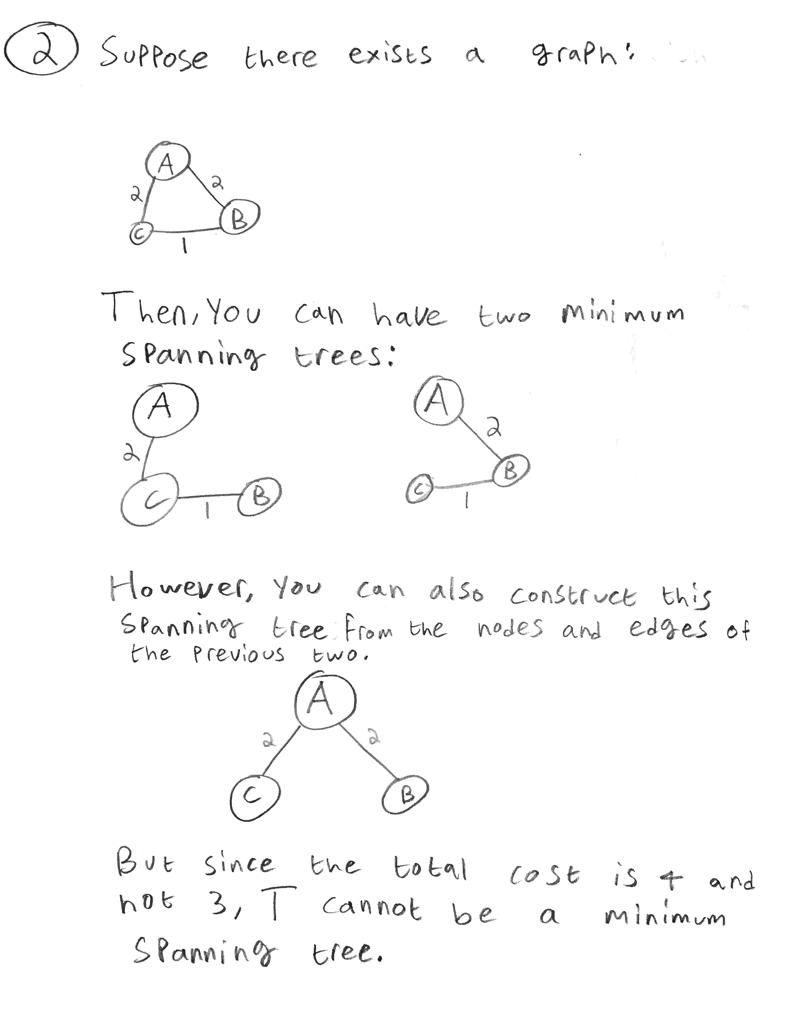 2 Suppose there exists a graph:
A
2 2
C B
1
Then, you can have two minimum
spanning trees:
A A
2 2
C B C B
1 1
However, you can also construct this
spanning tree from the nodes and edges of
the previous two.
A
2 2
C B
But since the total cost is 4 and
not 3, T cannot be a minimum
spanning tree.